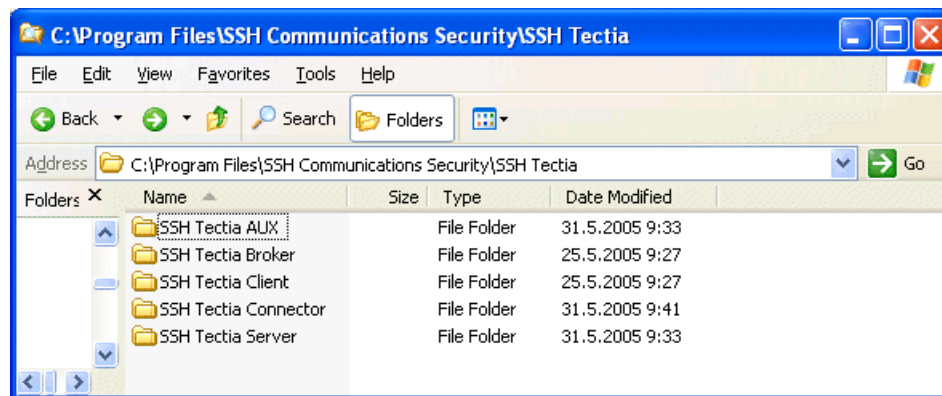 C:\Program Files\SSH Communications Security\SSH Tectia
File Edit View Favorites Tools Help
Back Search Folders
Address C:\Program Files\SSH Communications Security\SSH Tectia Go
Folders Name Size Type Date Modified
SSH Tectia AUX File Folder 31.5.2005 9:33
SSH Tectia Broker File Folder 25.5.2005 9:27
SSH Tectia Client File Folder 25.5.2005 9:27
SSH Tectia Connector File Folder 31.5.2005 9:41
SSH Tectia Server File Folder 31.5.2005 9:33